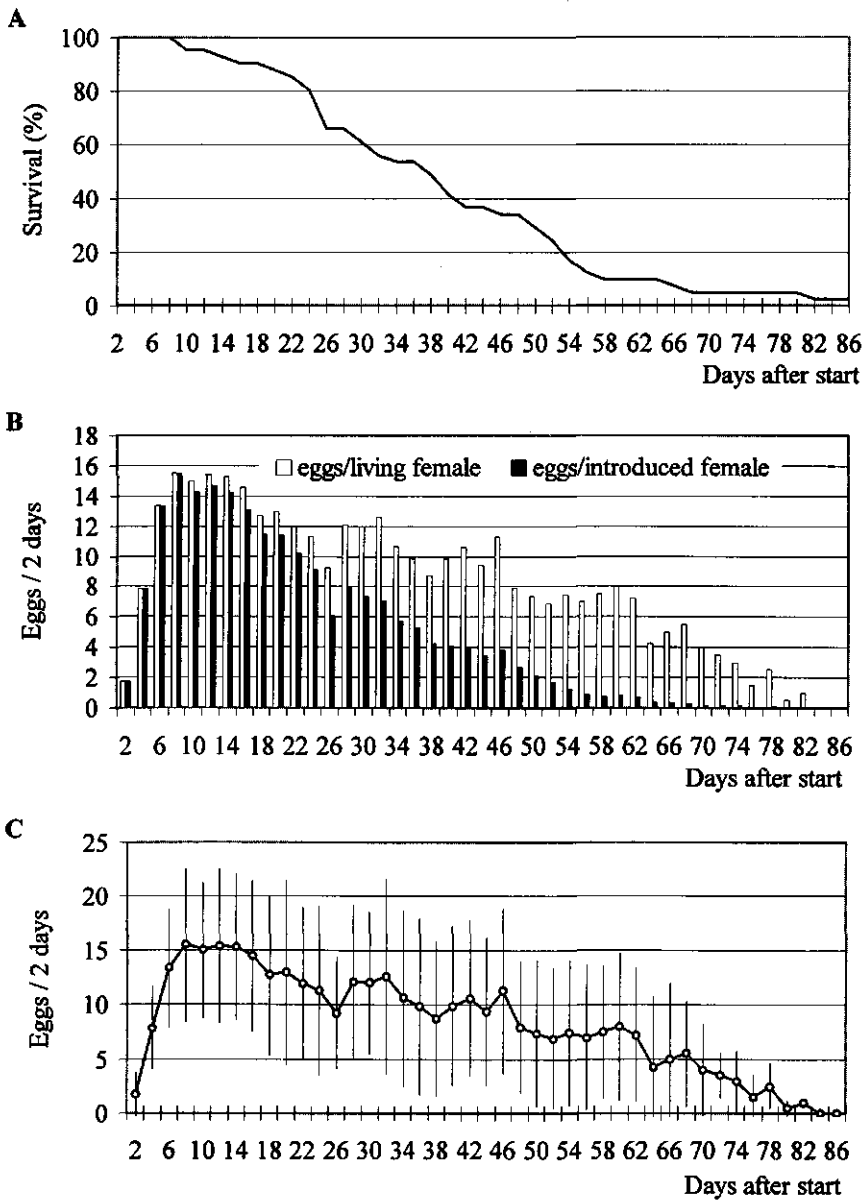 A
Survival (%)
100
80
60
40
20
0
2 6 10 14 18 22 26 30 34 38 42 46 50 54 58 62 66 70 74 78 82 86
Days after start
B
Eggs / 2 days
18
16
14
12
10
8
6
4
2
0
eggs/living female eggs/introduced female
2 6 10 14 18 22 26 30 34 38 42 46 50 54 58 62 66 70 74 78 82 86
Days after start
C
Eggs / 2 days
25
20
15
10
5
0
2 6 10 14 18 22 26 30 34 38 42 46 50 54 58 62 66 70 74 78 82 86
Days after start